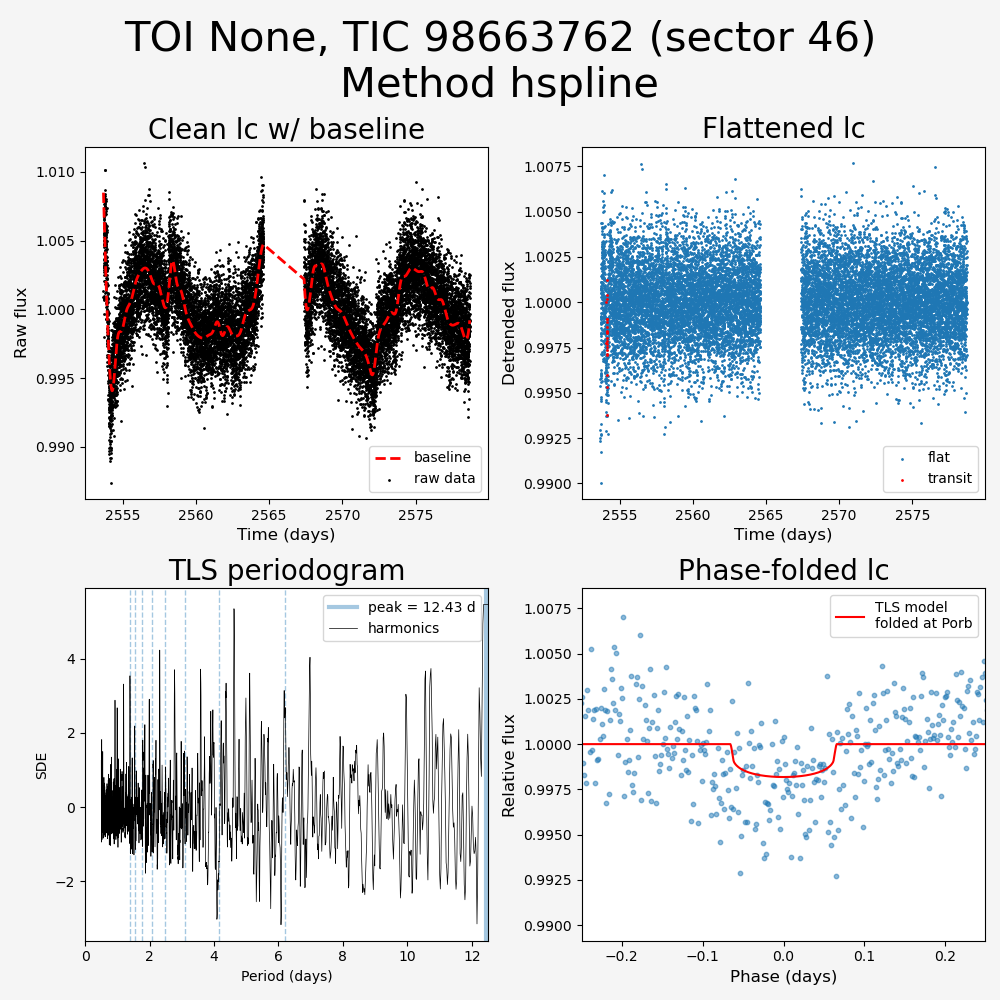 TOI None, TIC 98663762 (sector 46)
Method hspline
Clean lc w/ baseline
Raw flux
1.010
1.005
1.000
0.995
0.990
baseline
raw data
2555
2560
2565
2570
2575
Time (days)
Flattened lc
Detrended flux
1.0075
1.0050
1.0025
1.0000
0.9975
0.9950
0.9925
0.9900
flat
transit
2555
2560
2565
2570
2575
Time (days)
TLS periodogram
SDE
4
2
0
−2
peak = 12.43 d
harmonics
0
2
4
6
8
10
12
Period (days)
Phase-folded lc
Relative flux
1.0075
1.0050
1.0025
1.0000
0.9975
0.9950
0.9925
0.9900
TLS model
folded at Porb
−0.2
−0.1
0.0
0.1
0.2
Phase (days)